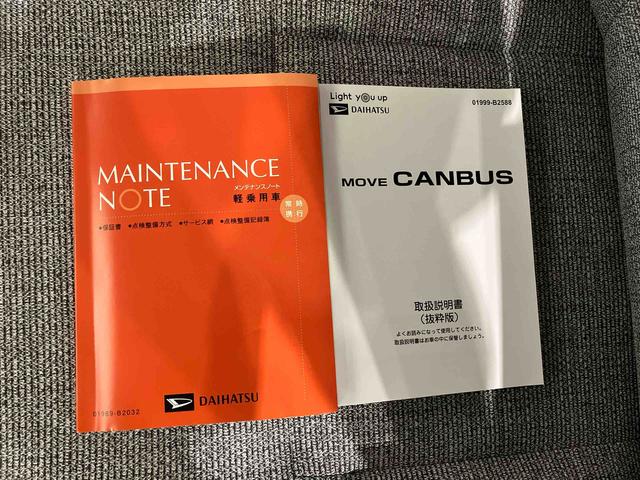 MAINTENANCE
NOTE
メンテナンスノート
軽乗用車
常時
携行
●保証書 ●点検整備方式 ●サービス網 ●点検整備記録簿
01989-B2032
DAIHATSU
Light you up
DAIHATSU
01999-B2588
MOVE CANBUS
取扱説明書
（抜粋版）
よくお読みになって使用してください。
取扱説明書はお車の中に保管しましょう。